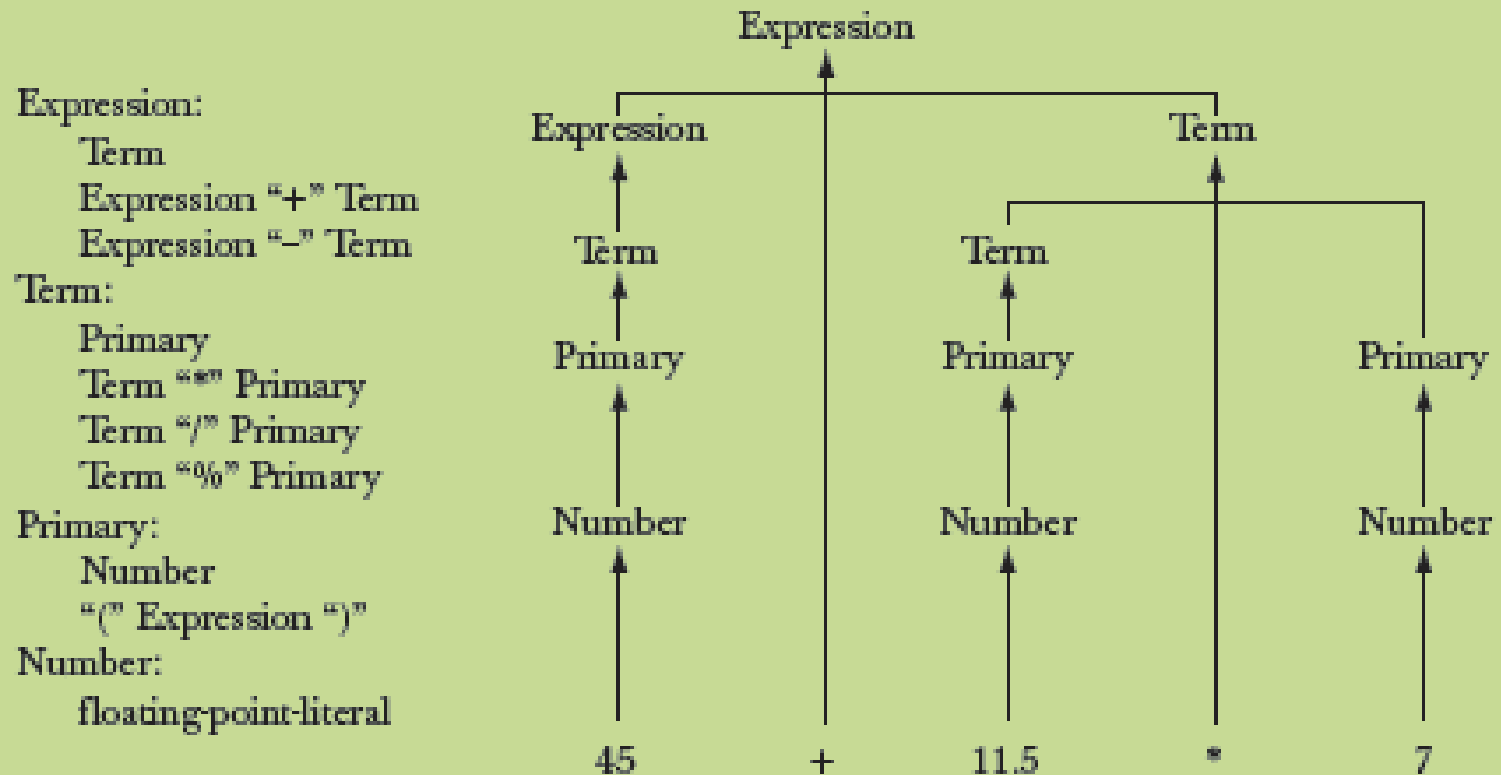 Expression
Expression:
Term
Expression “+” Term
Expression “–” Term
Term:
Primary
Term “*” Primary
Term “/” Primary
Term “%” Primary
Primary:
Number
“(” Expression “)”
Number:
floating-point-literal
Expression Term
Term Term
Primary Primary Primary
Number Number Number
45 + 11.5 * 7